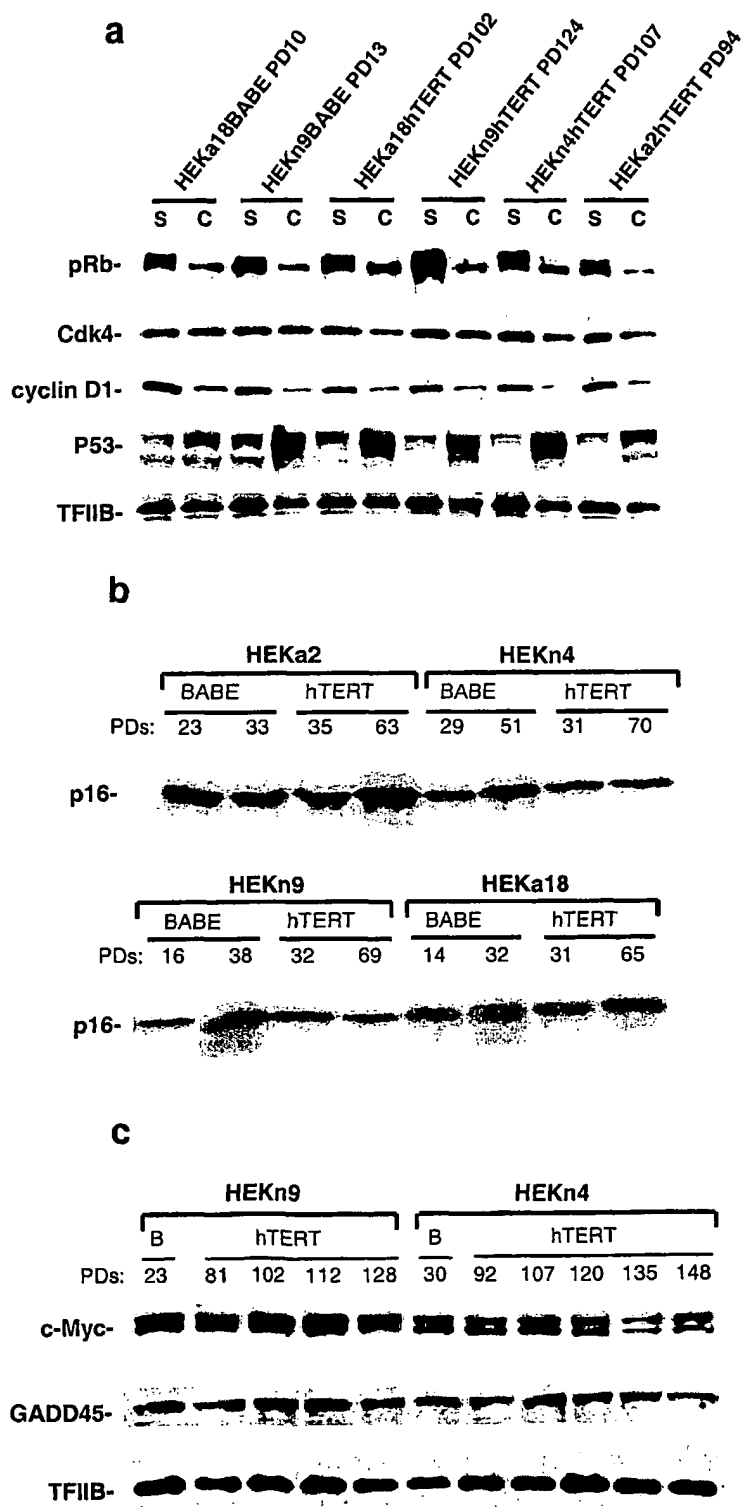 a
HEKa18BABE PD10 HEKn9BABE PD13 HEKa18hTERT PD102 HEKn9hTERT PD124 HEKn4hTERT PD107 HEKa2hTERT PD94
S C S C S C S C S C S C
pRb-
Cdk4-
cyclin D1-
P53-
TFIIB-
b
HEKa2 HEKn4
BABE hTERT BABE hTERT
PDs: 23 33 35 63 29 51 31 70
p16-
HEKn9 HEKa18
BABE hTERT BABE hTERT
PDs: 16 38 32 69 14 32 31 65
p16-
c
HEKn9 HEKn4
B hTERT B hTERT
PDs: 23 81 102 112 128 30 92 107 120 135 148
c-Myc-
GADD45-
TFIIB-